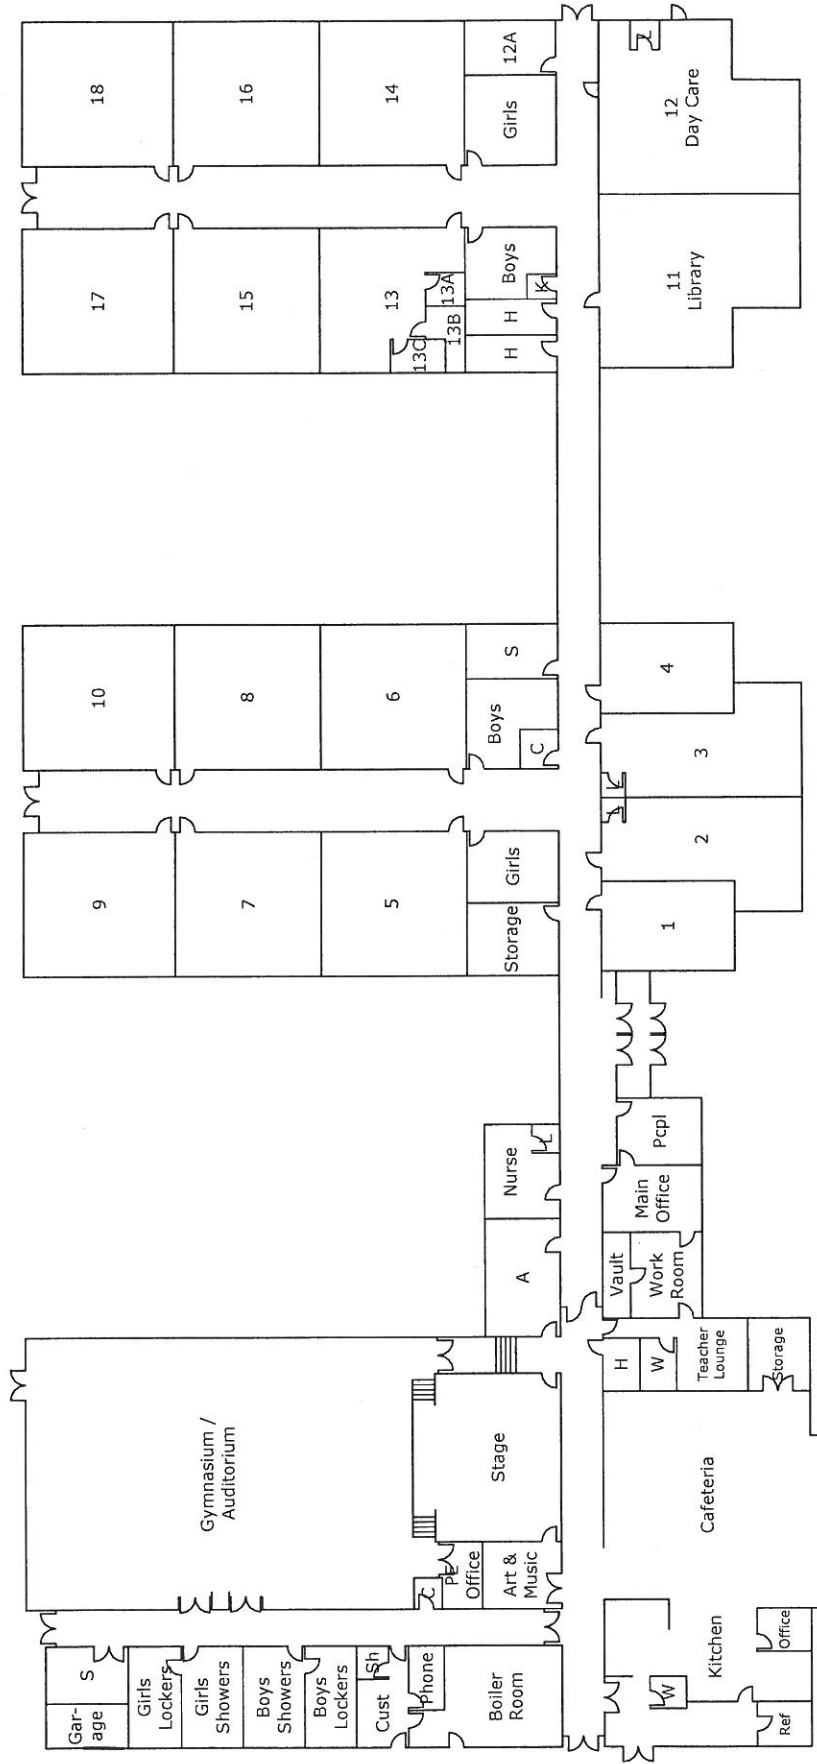 18
16
14
12A
Girls
12
Day Care
L
17
15
13
13A
13B
13C
Boys
K
H
H
11
Library
10
8
6
S
Boys
C
4
3
L
L
2
1
9
7
5
Girls
Storage
Nurse
L
A
Pcpl
Main
Office
Vault
Work
Room
H
W
Teacher
Lounge
Storage
Gymnasium /
Auditorium
Stage
Cafeteria
C
PE
Office
Art &
Music
Kitchen
Office
W
Ref
S
Gar-
age
Girls
Lockers
Girls
Showers
Boys
Showers
Boys
Lockers
Sh
Cust
Phone
Boiler
Room